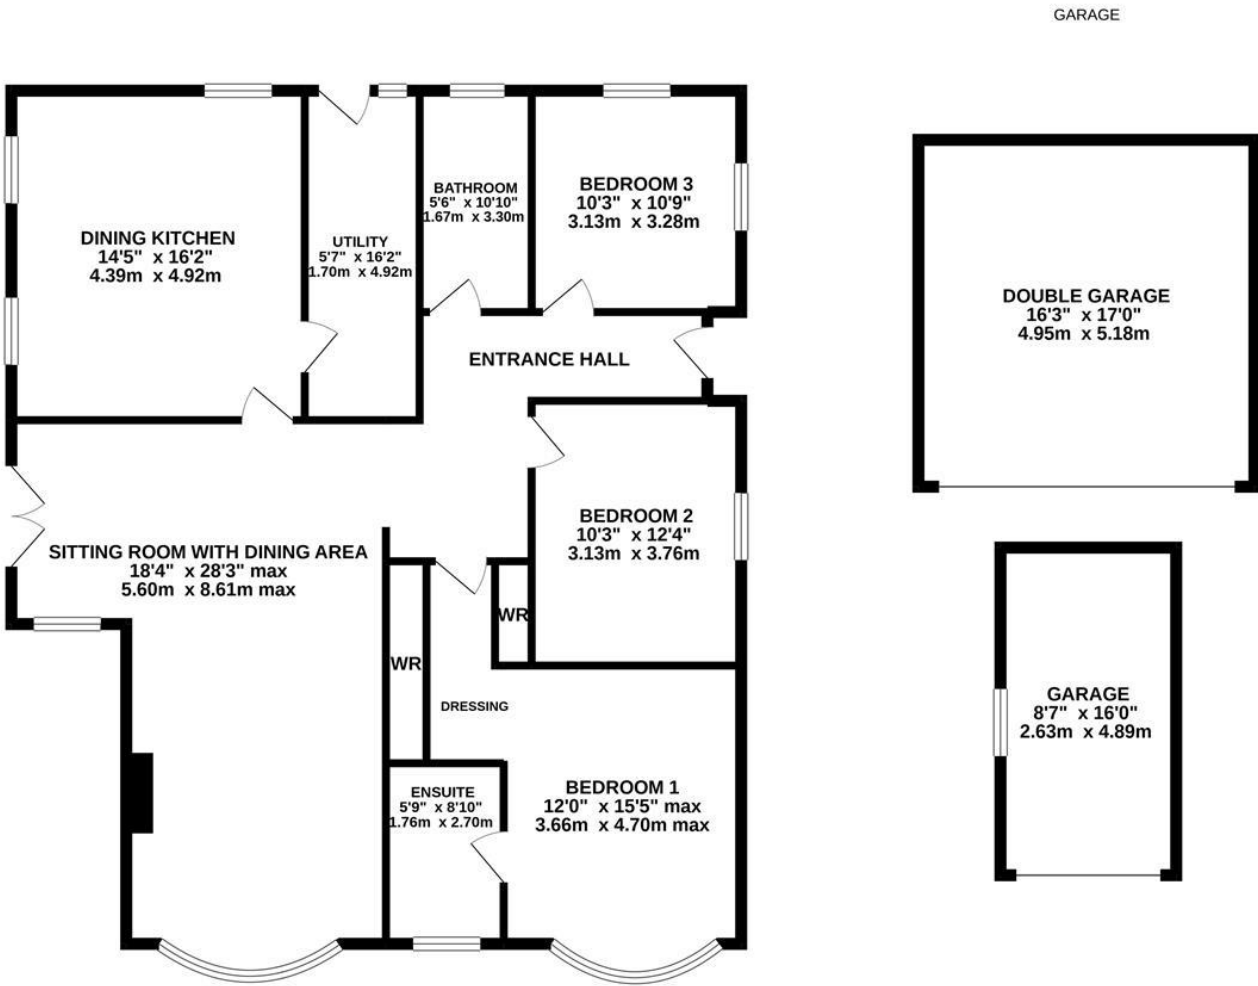 GARAGE
DINING KITCHEN
14'5" x 16'2"
4.39m x 4.92m
UTILITY
5'7" x 16'2"
1.70m x 4.92m
BATHROOM
5'6" x 10'10"
1.67m x 3.30m
BEDROOM 3
10'3" x 10'9"
3.13m x 3.28m
DOUBLE GARAGE
16'3" x 17'0"
4.95m x 5.18m
ENTRANCE HALL
BEDROOM 2
10'3" x 12'4"
3.13m x 3.76m
SITTING ROOM WITH DINING AREA
18'4" x 28'3" max
5.60m x 8.61m max
WR
WR
DRESSING
GARAGE
8'7" x 16'0"
2.63m x 4.89m
ENSUITE
5'9" x 8'10"
1.76m x 2.70m
BEDROOM 1
12'0" x 15'5" max
3.66m x 4.70m max